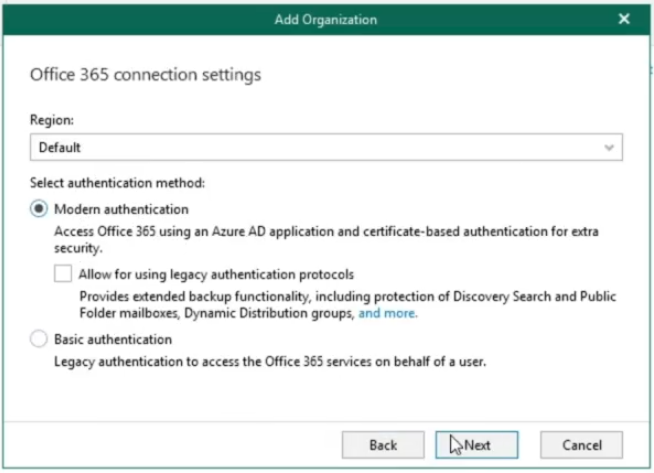 Add Organization
Office 365 connection settings
Region:
Default
Select authentication method:
Modern authentication
Access Office 365 using an Azure AD application and certificate-based authentication for extra
security.
Allow for using legacy authentication protocols
Provides extended backup functionality, including protection of Discovery Search and Public
Folder mailboxes, Dynamic Distribution groups, and more.
Basic authentication
Legacy authentication to access the Office 365 services on behalf of a user.
Back Next Cancel